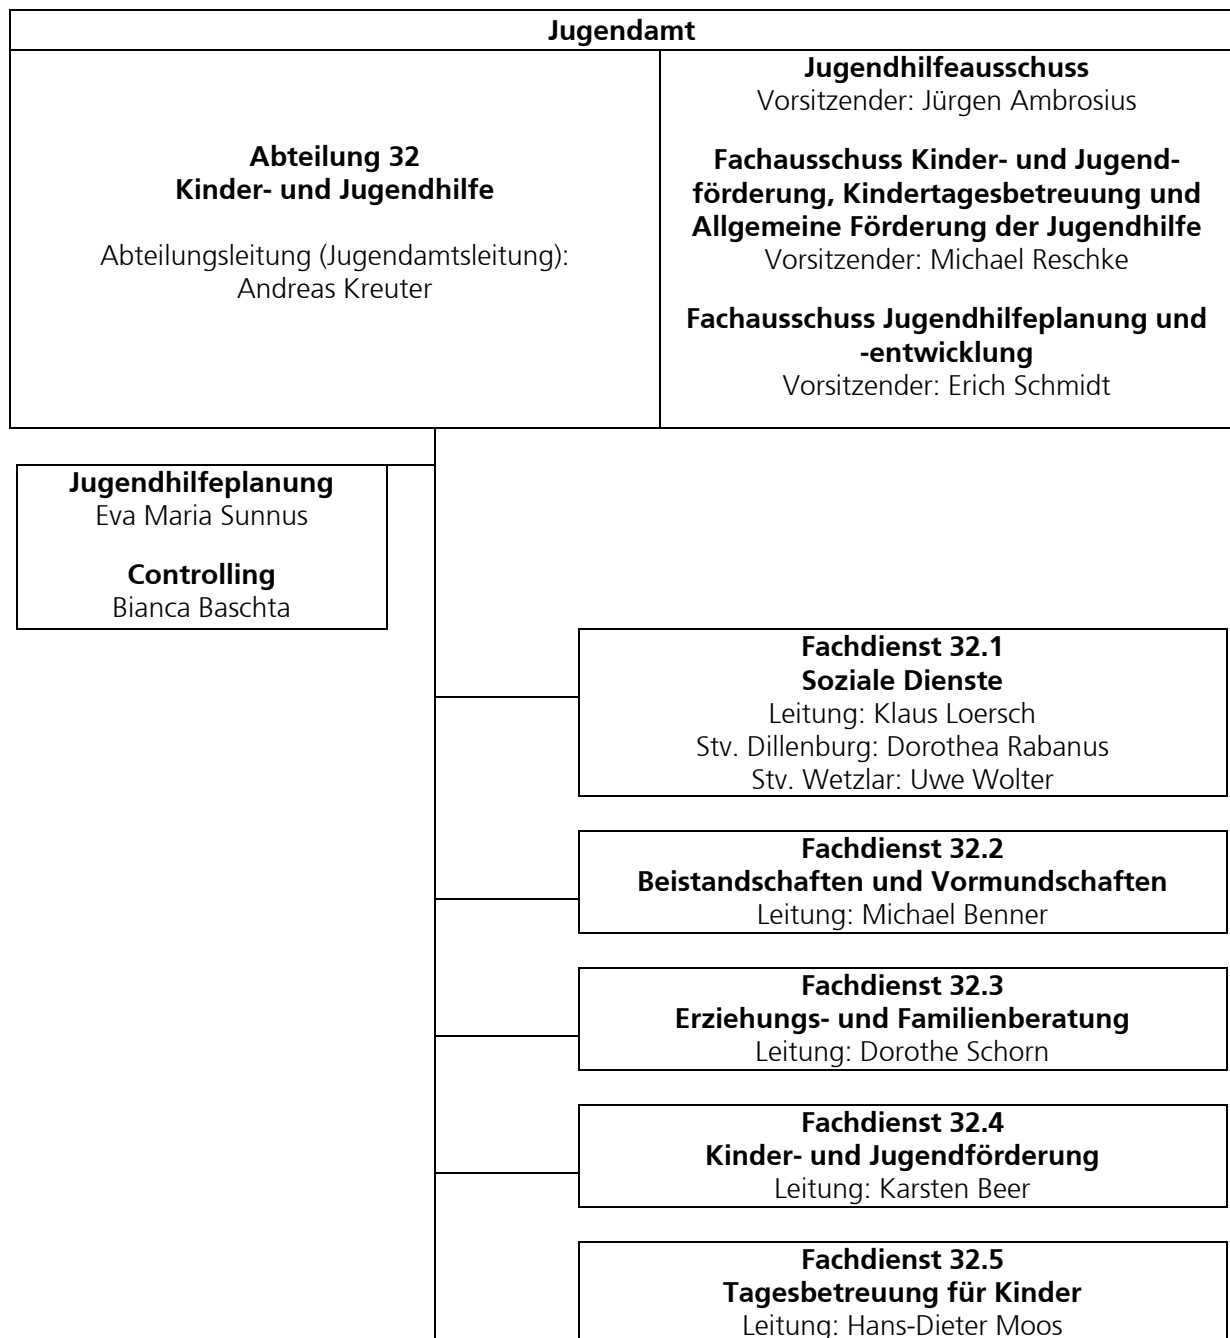 Jugendamt
Abteilung 32
Kinder- und Jugendhilfe
Abteilungsleitung (Jugendamtsleitung):
Andreas Kreuter
Jugendhilfeausschuss
Vorsitzender: Jürgen Ambrosius
Fachausschuss Kinder- und Jugend-
förderung, Kindertagesbetreuung und
Allgemeine Förderung der Jugendhilfe
Vorsitzender: Michael Reschke
Fachausschuss Jugendhilfeplanung und
-entwicklung
Vorsitzender: Erich Schmidt
Jugendhilfeplanung
Eva Maria Sunnus
Controlling
Bianca Baschta
Fachdienst 32.1
Soziale Dienste
Leitung: Klaus Loersch
Stv. Dillenburg: Dorothea Rabanus
Stv. Wetzlar: Uwe Wolter
Fachdienst 32.2
Beistandschaften und Vormundschaften
Leitung: Michael Benner
Fachdienst 32.3
Erziehungs- und Familienberatung
Leitung: Dorothe Schorn
Fachdienst 32.4
Kinder- und Jugendförderung
Leitung: Karsten Beer
Fachdienst 32.5
Tagesbetreuung für Kinder
Leitung: Hans-Dieter Moos